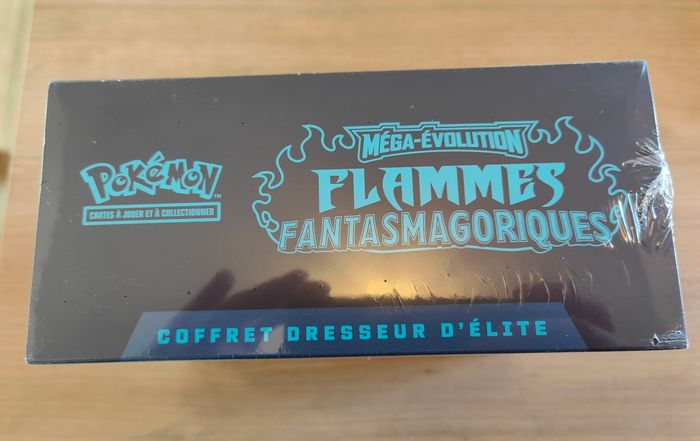 POKÉMON
CARTES À JOUER ET À COLLECTIONNER
MÉGA-ÉVOLUTION
FLAMMES
FANTASMAGORIQUES
COFFRET DRESSEUR D'ÉLITE